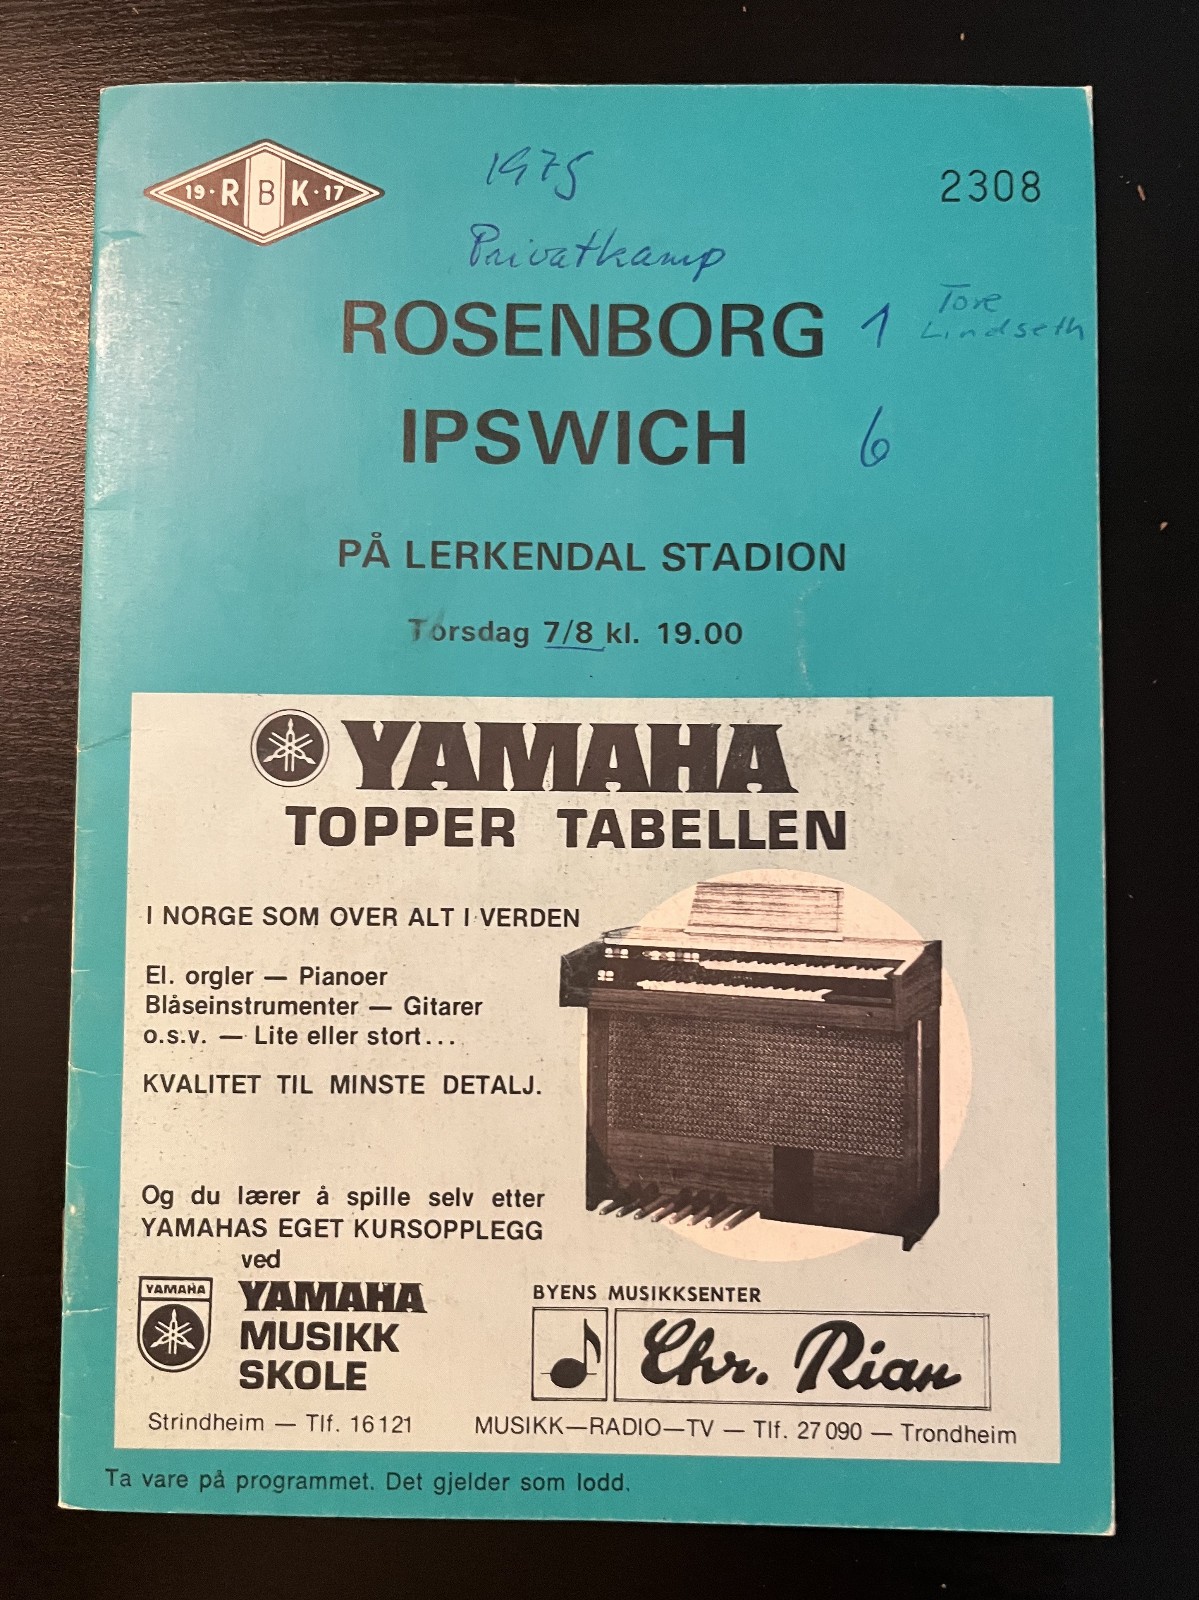 19·RBK·17
1975
2308
Privatkamp
ROSENBORG 1
Tore
Lindseth
IPSWICH 6
PÅ LERKENDAL STADION
Torsdag 7/8 kl. 19.00
YAMAHA
TOPPER TABELLEN
I NORGE SOM OVER ALT I VERDEN
El. orgler — Pianoer
Blåseinstrumenter — Gitarer
o.s.v. — Lite eller stort...
KVALITET TIL MINSTE DETALJ.
Og du lærer å spille selv etter
YAMAHAS EGET KURSOPPLEGG
ved
YAMAHA
YAMAHA
MUSIKK
SKOLE
Strindheim — Tlf. 16 121
BYENS MUSIKKSENTER
Chr. Rian
MUSIKK—RADIO—TV — Tlf. 27 090 — Trondheim
Ta vare på programmet. Det gjelder som lodd.